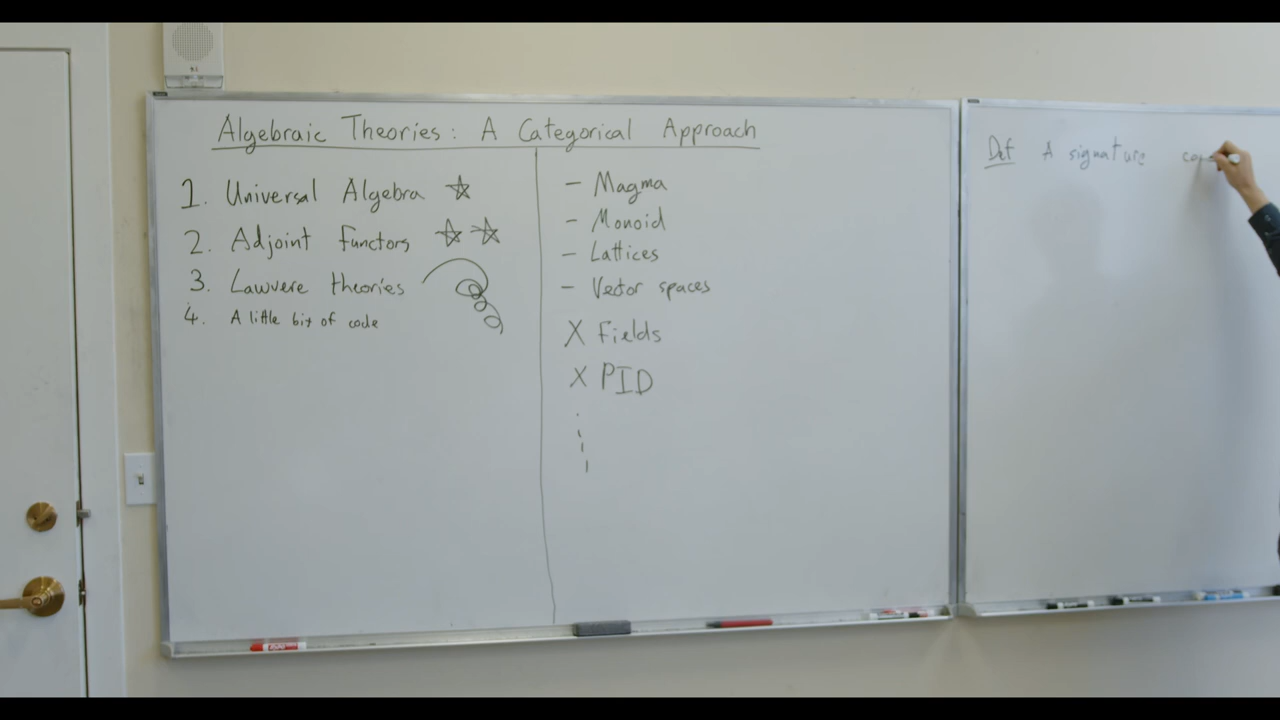 Algebraic Theories: A Categorical Approach
1. Universal Algebra
2. Adjoint Functors
3. Lawvere theories
4. A little bit of code
- Magma
- Monoid
- Lattices
- Vector spaces
X Fields
X PID
Def A signature co